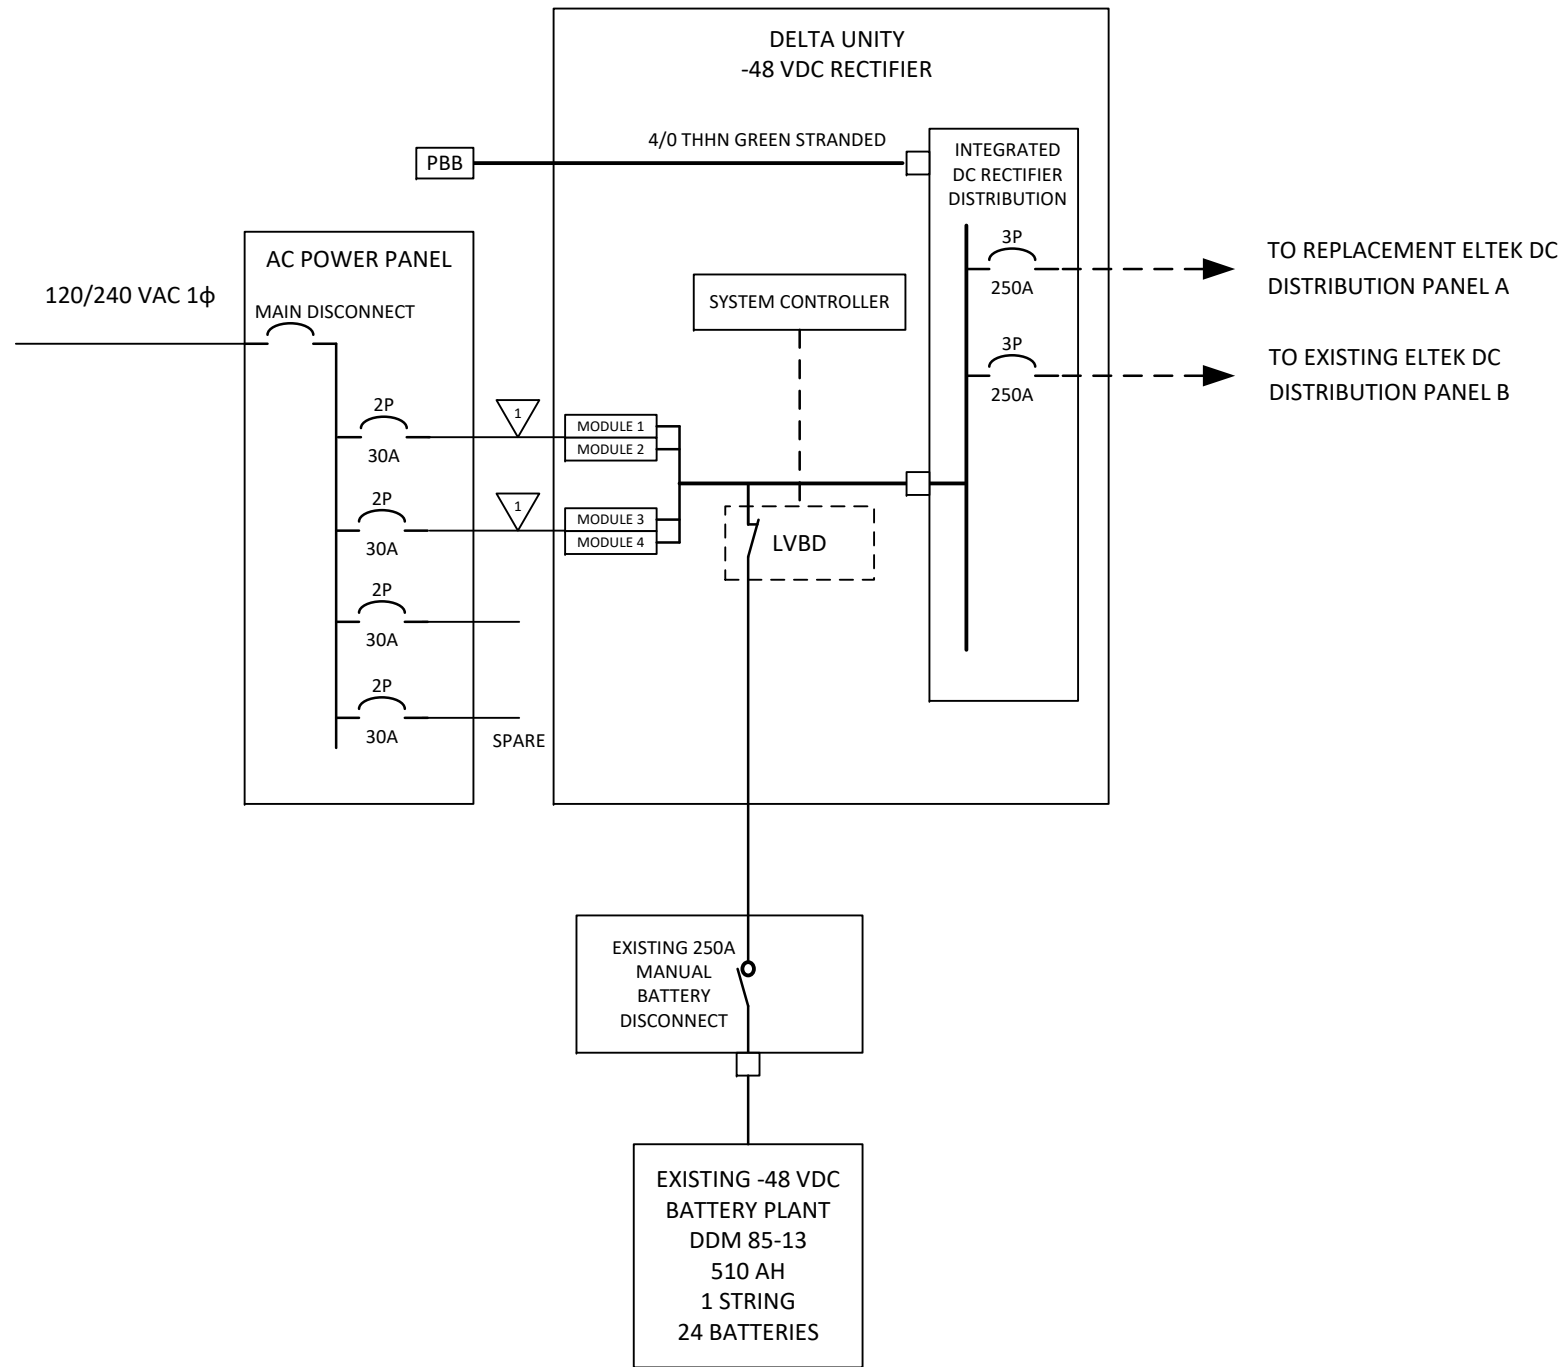 DELTA UNITY
-48 VDC RECTIFIER
4/0 THHN GREEN STRANDED
PBB
INTEGRATED
DC RECTIFIER
DISTRIBUTION
3P
250A
TO REPLACEMENT ELTEK DC
DISTRIBUTION PANEL A
3P
250A
TO EXISTING ELTEK DC
DISTRIBUTION PANEL B
AC POWER PANEL
120/240 VAC 1ϕ
MAIN DISCONNECT
SYSTEM CONTROLLER
2P
30A
1
MODULE 1
MODULE 2
2P
30A
1
MODULE 3
MODULE 4
LVBD
2P
30A
2P
30A
SPARE
EXISTING 250A
MANUAL
BATTERY
DISCONNECT
EXISTING -48 VDC
BATTERY PLANT
DDM 85-13
510 AH
1 STRING
24 BATTERIES